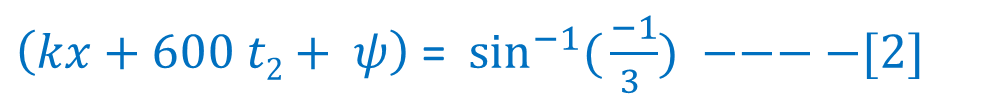 (kx + 600 t₂ + ψ) = sin⁻¹(−1/3) −−−−−[2]